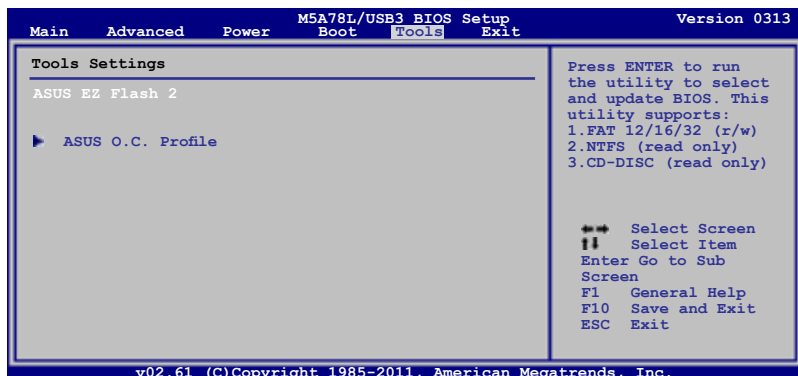 M5A78L/USB3 BIOS Setup Version 0313
Main Advanced Power Boot Tools Exit
Tools Settings
ASUS EZ Flash 2
ASUS O.C. Profile
Press ENTER to run
the utility to select
and update BIOS. This
utility supports:
1.FAT 12/16/32 (r/w)
2.NTFS (read only)
3.CD-DISC (read only)
Select Screen
Select Item
Enter Go to Sub
Screen
F1 General Help
F10 Save and Exit
ESC Exit
v02.61 (C)Copyright 1985-2011, American Megatrends, Inc.